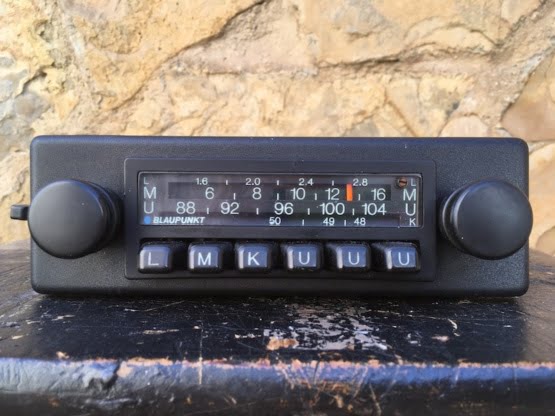 L 1.6 2.0 2.4 2.8 L
M 6 8 10 12 16 M
U 88 92 96 100 104 U
BLAUPUNKT 50 49 48 K
L M K U U U